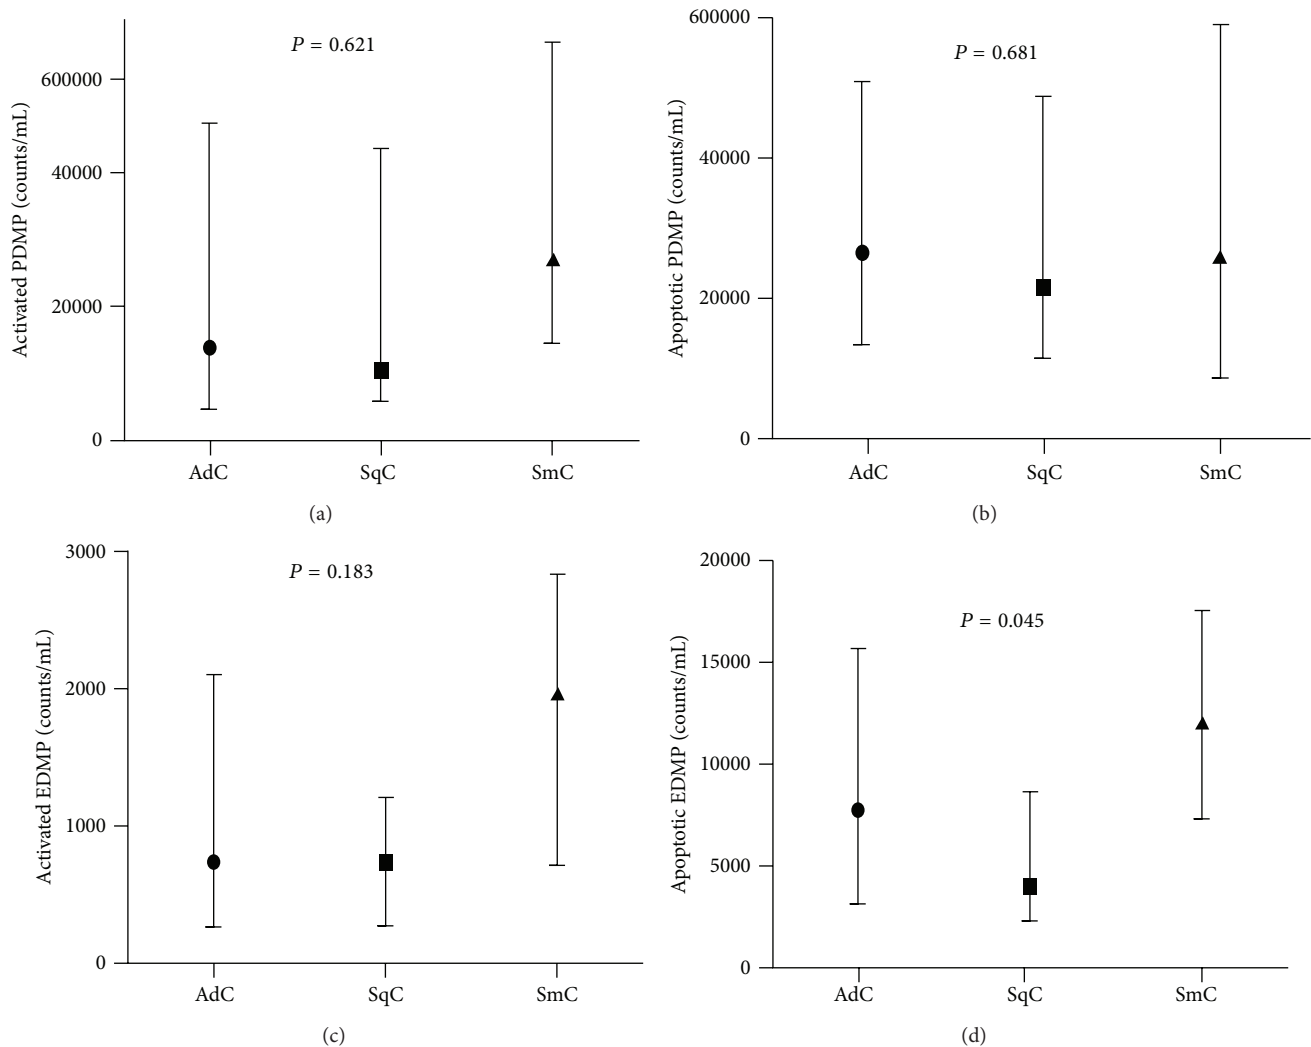 Activated PDMP (counts/mL)
P = 0.621
600000
40000
20000
0
AdC
SqC
SmC
(a)
Apoptotic PDMP (counts/mL)
P = 0.681
600000
40000
20000
0
AdC
SqC
SmC
(b)
Activated EDMP (counts/mL)
P = 0.183
3000
2000
1000
0
AdC
SqC
SmC
(c)
Apoptotic EDMP (counts/mL)
P = 0.045
20000
15000
10000
5000
0
AdC
SqC
SmC
(d)